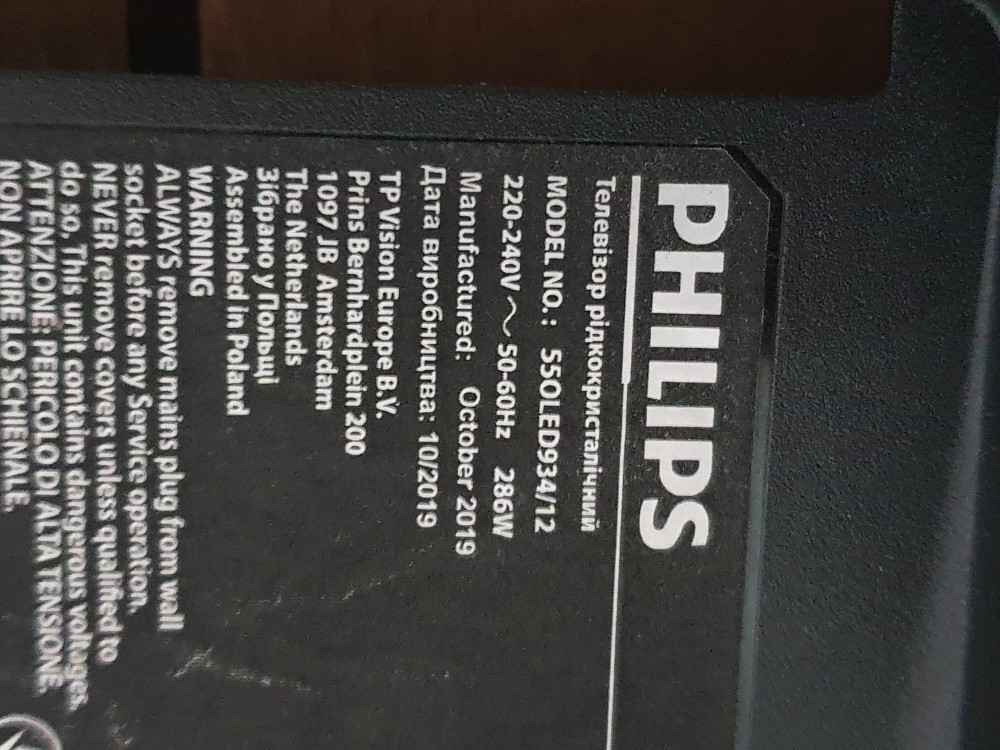 PHILIPS
Телевізор рідкокристалічний
MODEL NO.: 55OLED934/12
220-240V ~ 50-60Hz 286W
Manufactured: October 2019
Дата виробництва: 10/2019
TP Vision Europe B.V.
Prins Bernhardplein 200
1097 JB Amsterdam
The Netherlands
Зібрано у Польщі
Assembled in Poland
WARNING
ALWAYS remove mains plug from wall
socket before any Service operation.
NEVER remove covers unless qualified to
do so, This unit contains dangerous voltages.
ATTENZIONE: PERICOLO DI ALTA TENSIONE.
NON APRIRE LO SCHIENALE.